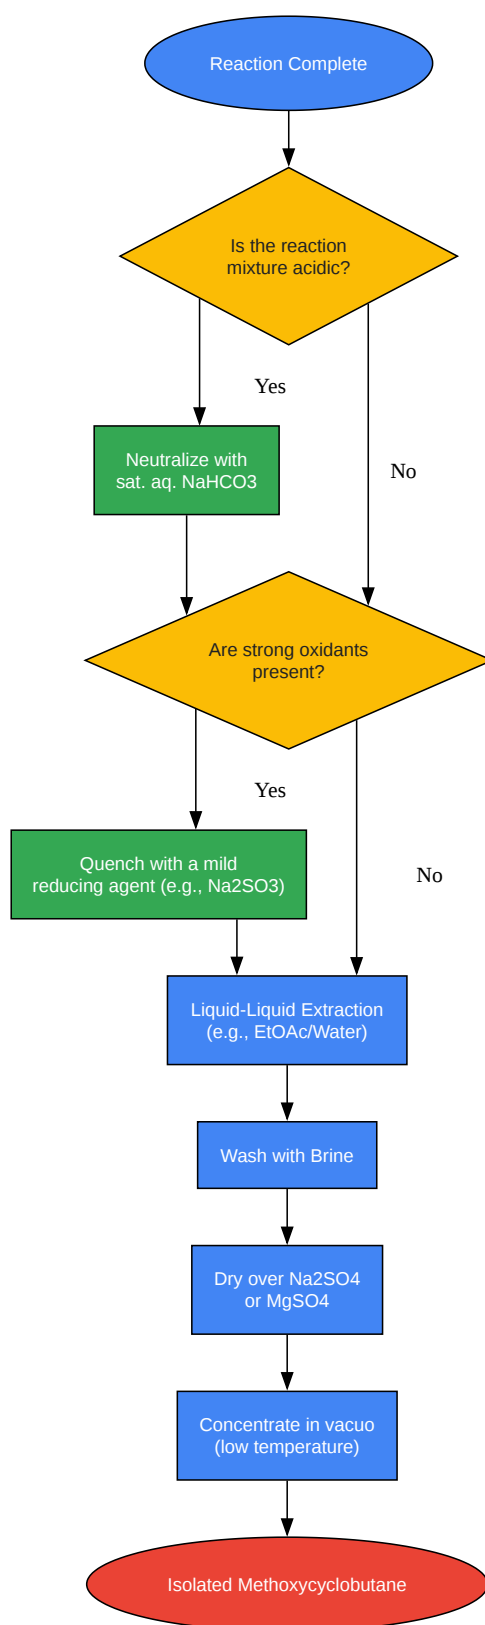 Reaction Complete
Is the reaction
mixture acidic?
Yes
No
Neutralize with
sat. aq. NaHCO3
Are strong oxidants
present?
Yes
No
Quench with a mild
reducing agent (e.g., Na2SO3)
Liquid-Liquid Extraction
(e.g., EtOAc/Water)
Wash with Brine
Dry over Na2SO4
or MgSO4
Concentrate in vacuo
(low temperature)
Isolated Methoxycyclobutane